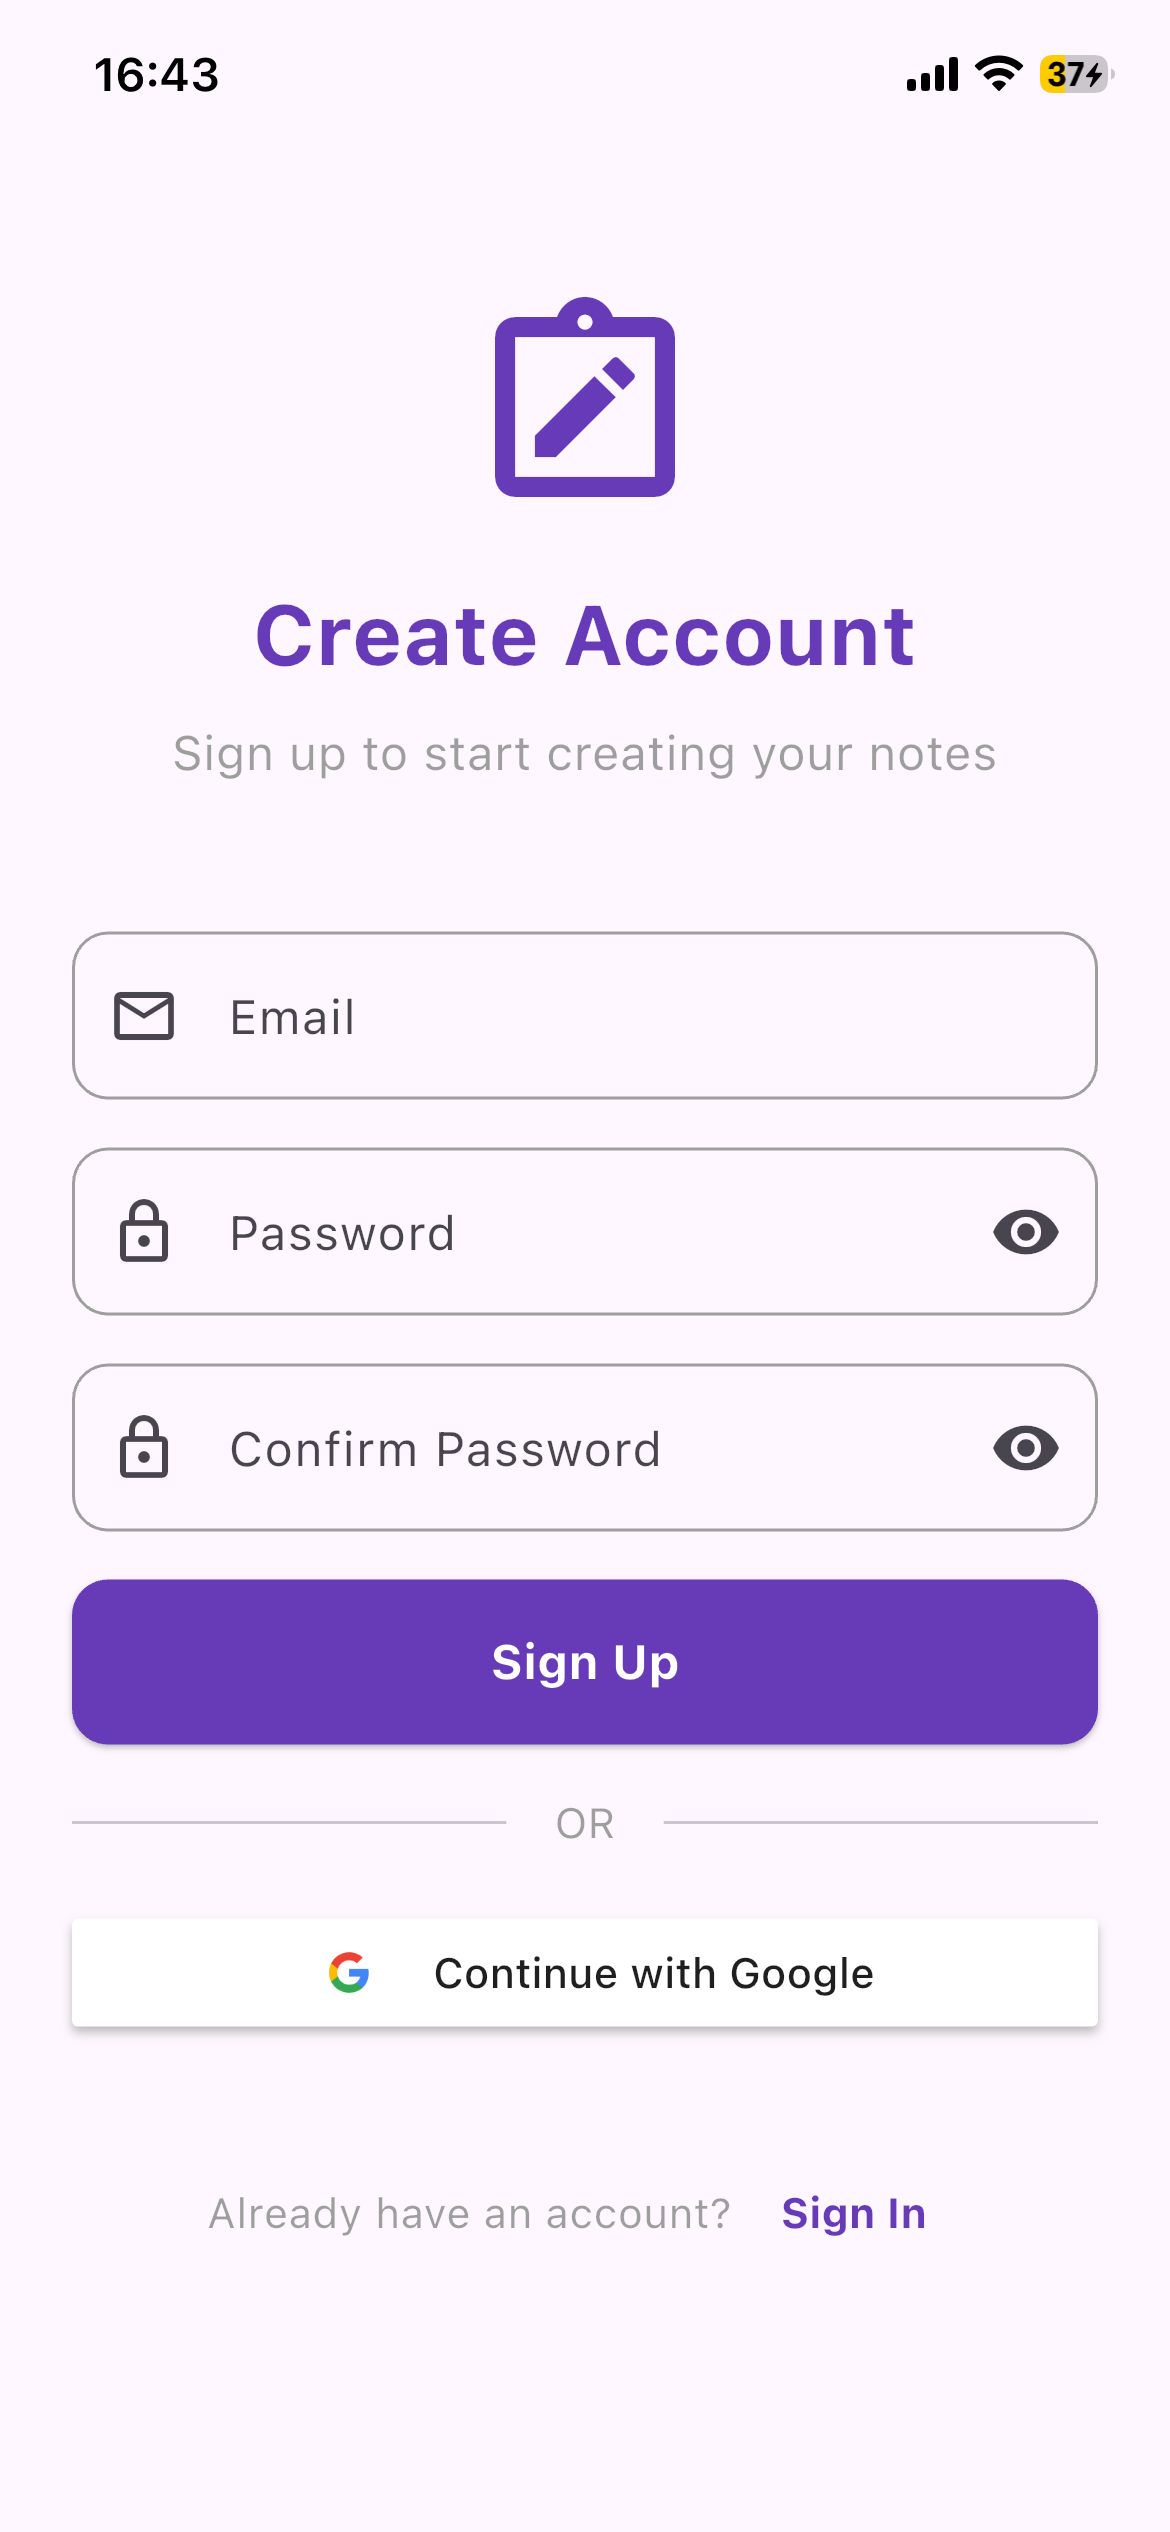 16:43
37
Create Account
Sign up to start creating your notes
Email
Password
Confirm Password
Sign Up
OR
Continue with Google
Already have an account? Sign In